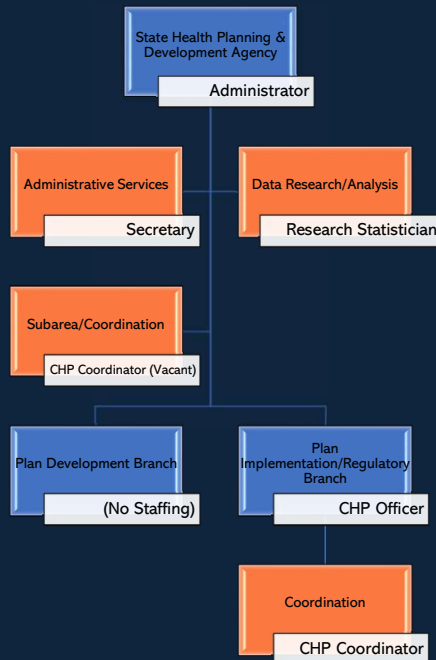 State Health Planning &
Development Agency
Administrator
Administrative Services
Secretary
Data Research/Analysis
Research Statistician
Subarea/Coordination
CHP Coordinator (Vacant)
Plan Development Branch
(No Staffing)
Plan
Implementation/Regulatory
Branch
CHP Officer
Coordination
CHP Coordinator